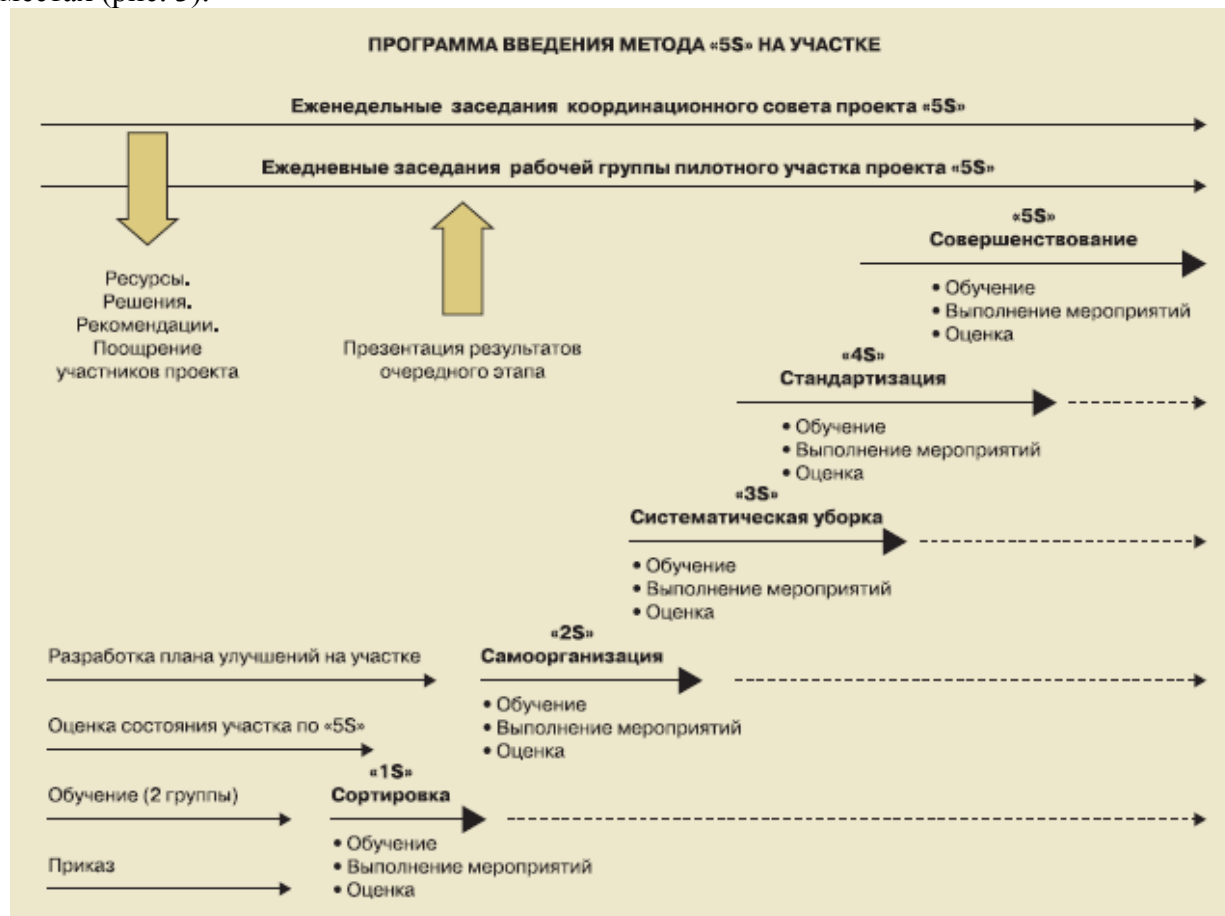 местах (рис. 3).
ПРОГРАММА ВВЕДЕНИЯ МЕТОДА «5S» НА УЧАСТКЕ
Еженедельные заседания координационного совета проекта «5S»
Ежедневные заседания рабочей группы пилотного участка проекта «5S»
Ресурсы.
Решения.
Рекомендации.
Поощрение
участников проекта
Презентация результатов
очередного этапа
«5S»
Совершенствование
• Обучение
• Выполнение мероприятий
• Оценка
«4S»
Стандартизация
• Обучение
• Выполнение мероприятий
• Оценка
«3S»
Систематическая уборка
• Обучение
• Выполнение мероприятий
• Оценка
Разработка плана улучшений на участке
«2S»
Самоорганизация
• Обучение
• Выполнение мероприятий
• Оценка
Оценка состояния участка по «5S»
Обучение (2 группы)
«1S»
Сортировка
• Обучение
• Выполнение мероприятий
• Оценка
Приказ